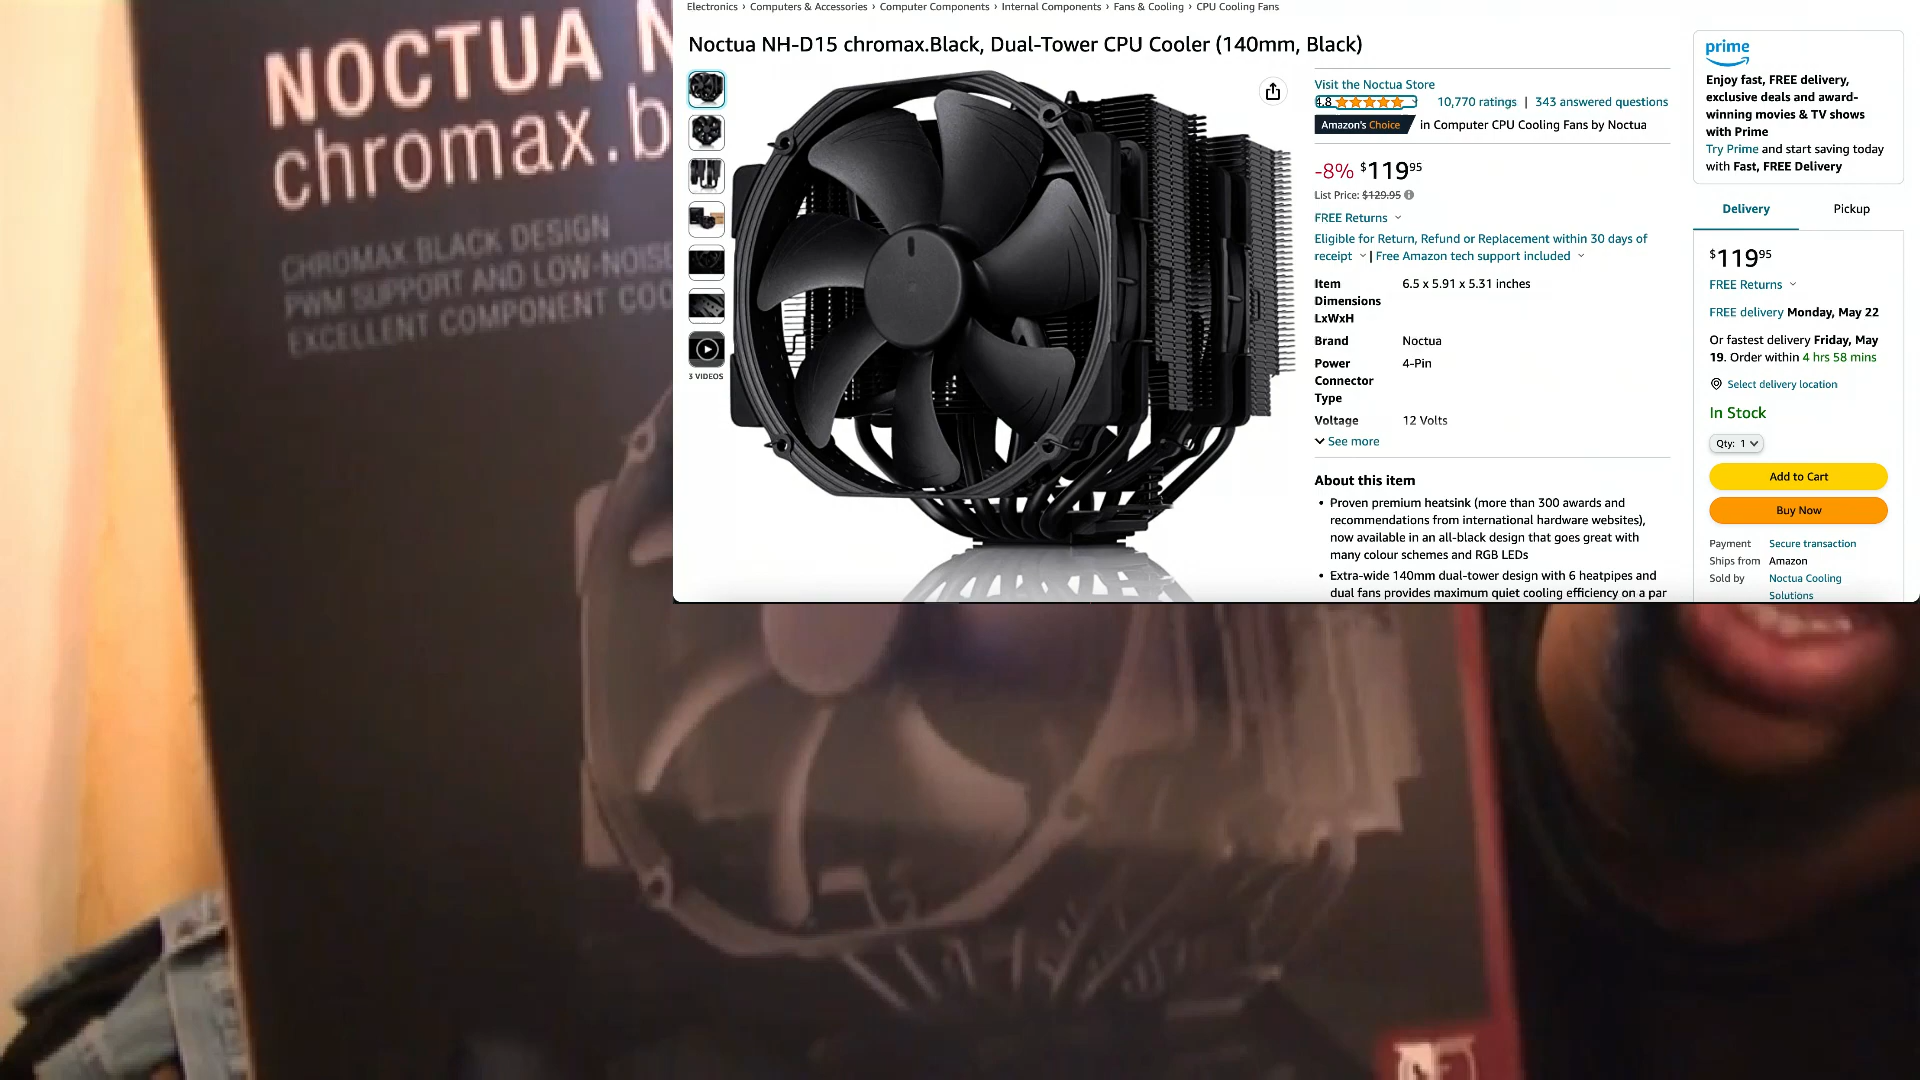 NOCTUA N
chromax.b
CHROMAX BLACK DESIGN
PWM SUPPORT AND LOW-NOISE
EXCELLENT COMPONENT COO
Electronics › Computers & Accessories › Computer Components › Internal Components › Fans & Cooling › CPU Cooling Fans
Noctua NH-D15 chromax.Black, Dual-Tower CPU Cooler (140mm, Black)
3 VIDEOS
Visit the Noctua Store
4.8 10,770 ratings | 343 answered questions
Amazon's Choice in Computer CPU Cooling Fans by Noctua
-8% $119 95
List Price: $129.95
FREE Returns
Eligible for Return, Refund or Replacement within 30 days of
receipt | Free Amazon tech support included
Item Dimensions LxWxH 6.5 x 5.91 x 5.31 inches
Brand Noctua
Power Connector Type 4-Pin
Voltage 12 Volts
See more
About this item
• Proven premium heatsink (more than 300 awards and
recommendations from international hardware websites),
now available in an all-black design that goes great with
many colour schemes and RGB LEDs
• Extra-wide 140mm dual-tower design with 6 heatpipes and
dual fans provides maximum quiet cooling efficiency on a par
prime
Enjoy fast, FREE delivery,
exclusive deals and award-
winning movies & TV shows
with Prime
Try Prime and start saving today
with Fast, FREE Delivery
Delivery Pickup
$119 95
FREE Returns
FREE delivery Monday, May 22
Or fastest delivery Friday, May
19. Order within 4 hrs 58 mins
Select delivery location
In Stock
Qty: 1
Add to Cart
Buy Now
Payment Secure transaction
Ships from Amazon
Sold by Noctua Cooling
Solutions